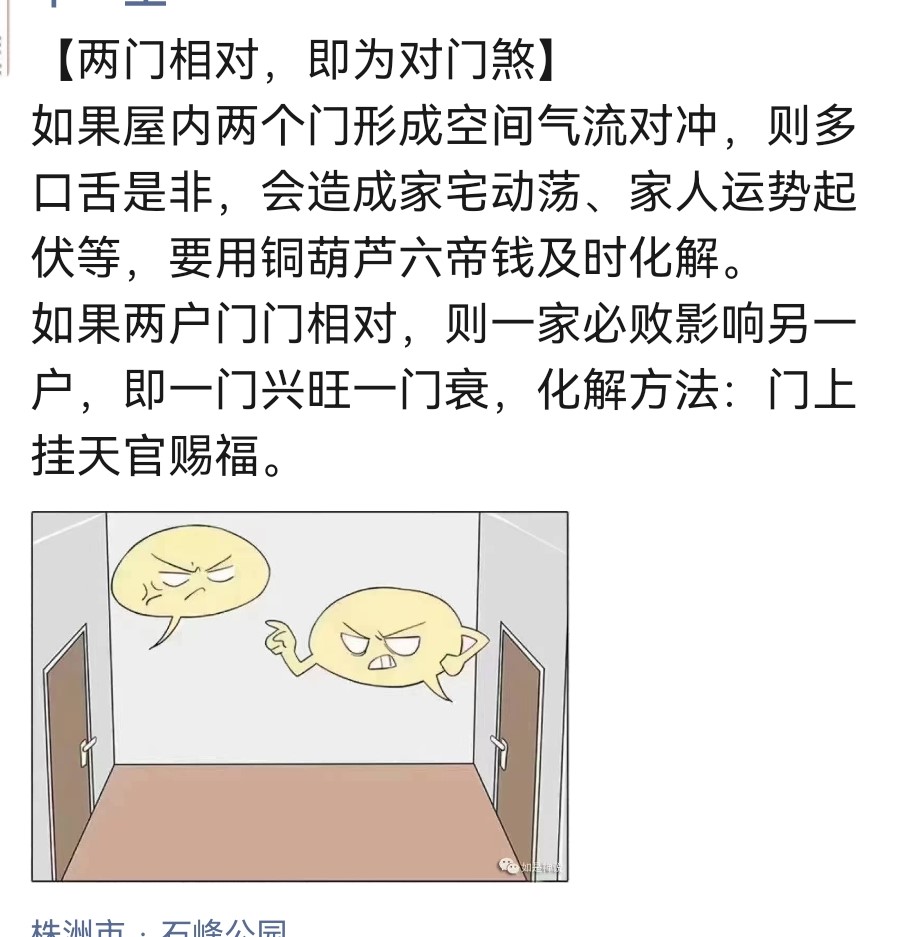 【两门相对，即为对门煞】
如果屋内两个门形成空间气流对冲，则多
口舌是非，会造成家宅动荡、家人运势起
伏等，要用铜葫芦六帝钱及时化解。
如果两户门门相对，则一家必败影响另一
户，即一门兴旺一门衰，化解方法：门上
挂天官赐福。
株洲市·石峰公园